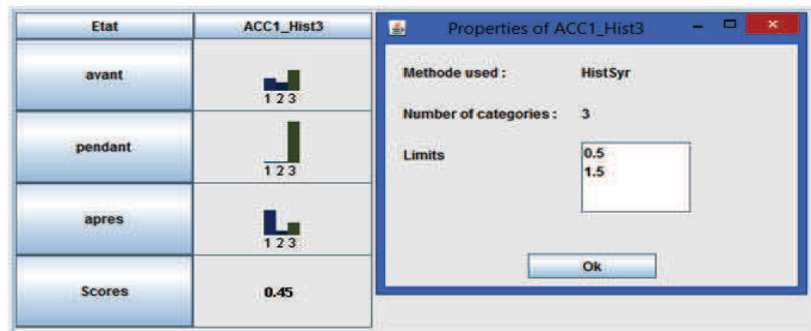 Etat ACC1_Hist3
avant
1 2 3
pendant
1 2 3
apres
1 2 3
Scores 0.45
Properties of ACC1_Hist3
Methode used : HistSyr
Number of categories : 3
Limits
0.5
1.5
Ok